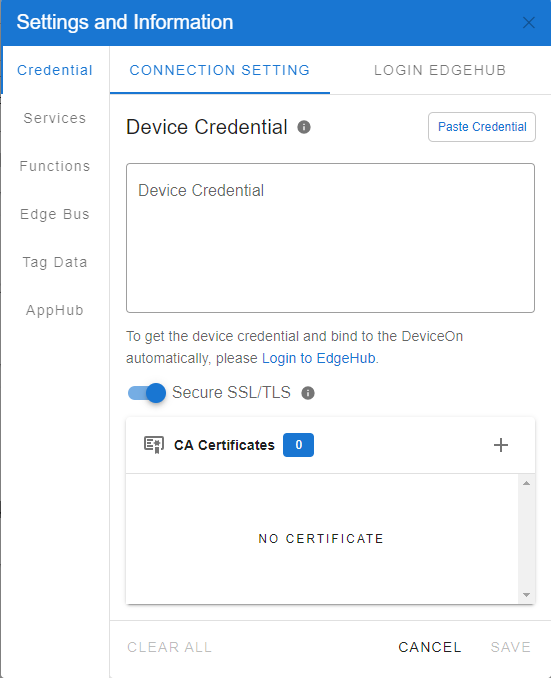 Settings and Information
Credential
CONNECTION SETTING
LOGIN EDGEHUB
Services
Functions
Edge Bus
Tag Data
AppHub
Device Credential
Paste Credential
Device Credential
To get the device credential and bind to the DeviceOn
automatically, please Login to EdgeHub.
Secure SSL/TLS
CA Certificates 0
NO CERTIFICATE
CLEAR ALL
CANCEL
SAVE